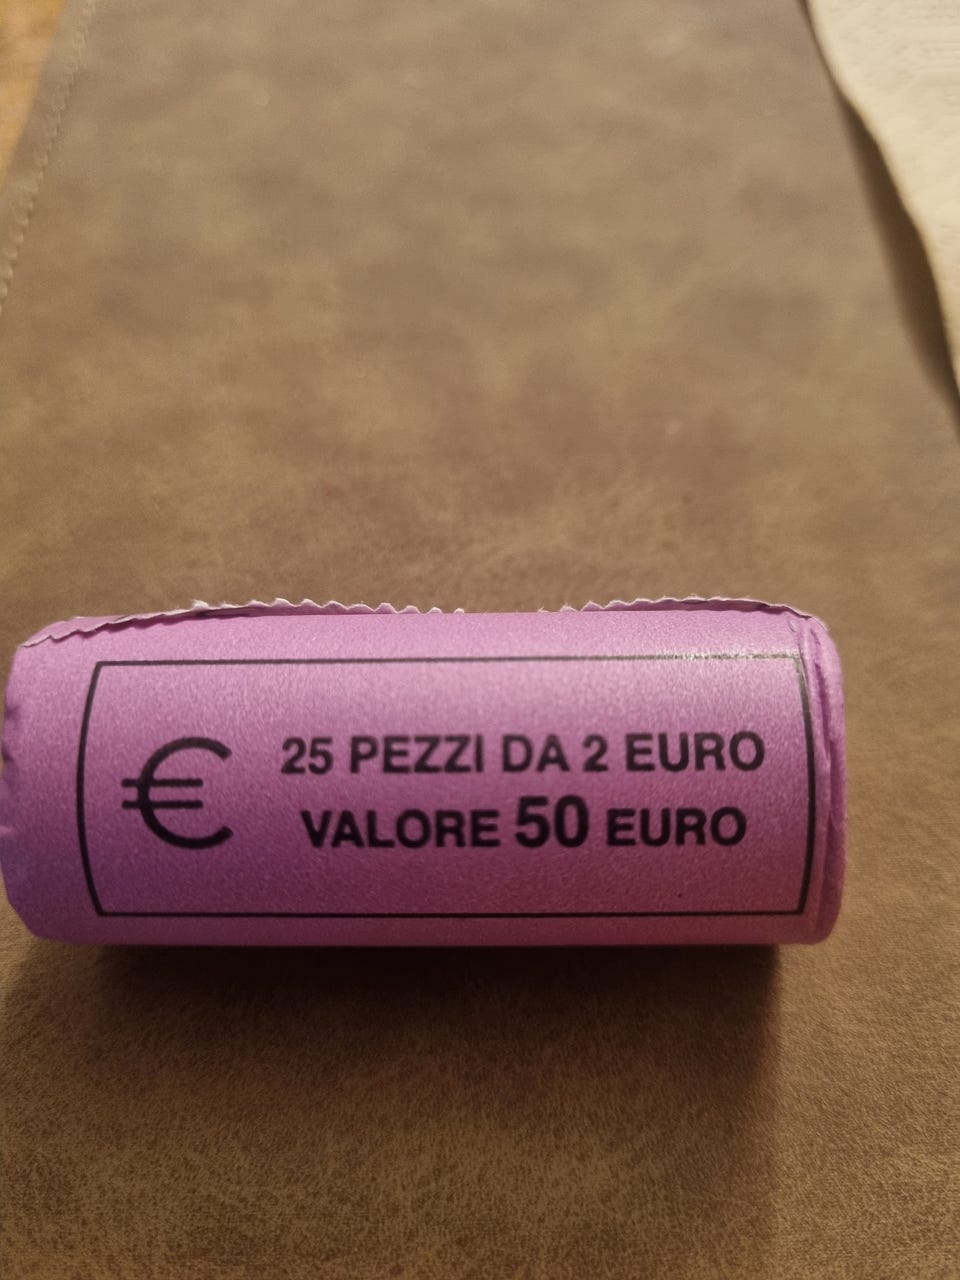 €
25 PEZZI DA 2 EURO
VALORE 50 EURO